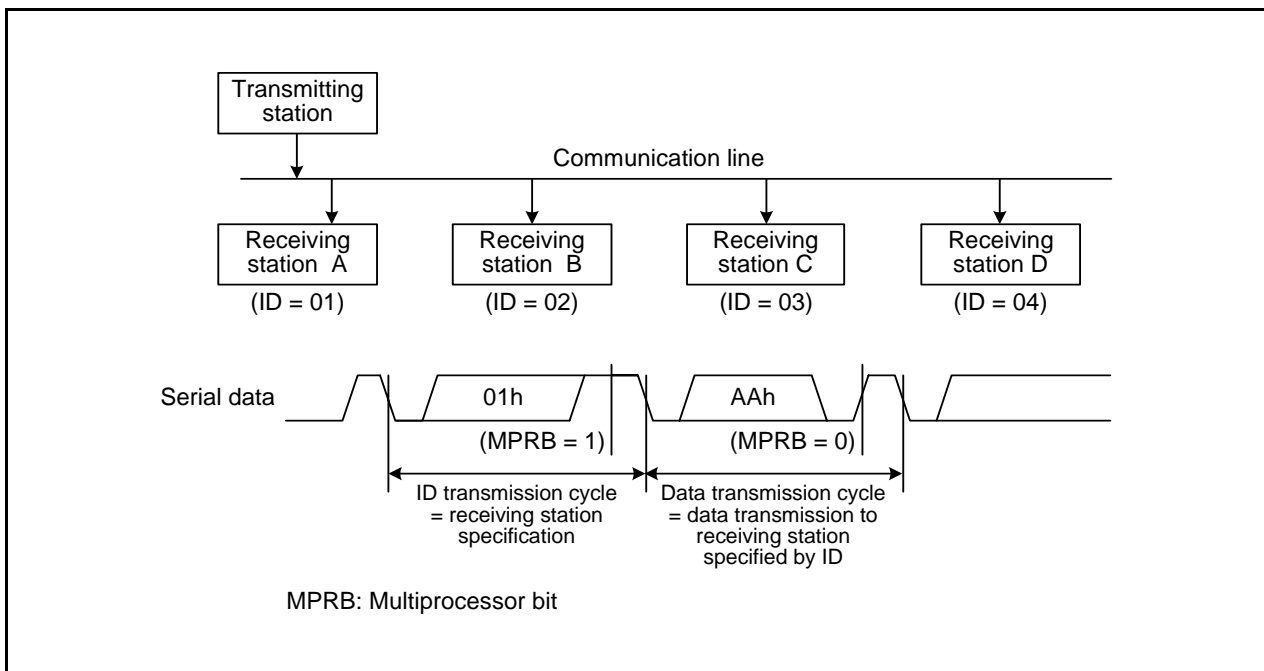 Transmitting
station
Communication line
Receiving
station A
(ID = 01)
Receiving
station B
(ID = 02)
Receiving
station C
(ID = 03)
Receiving
station D
(ID = 04)
Serial data
01h
AAh
(MPRB = 1)
(MPRB = 0)
ID transmission cycle
= receiving station
specification
Data transmission cycle
= data transmission to
receiving station
specified by ID
MPRB: Multiprocessor bit